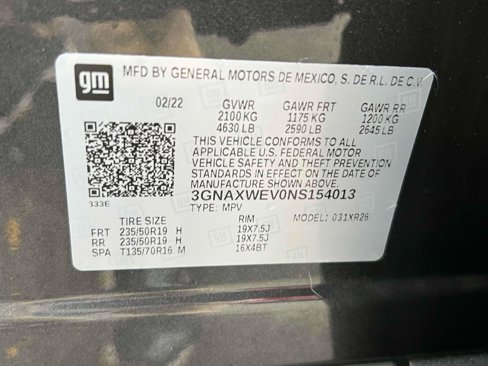 gm
MFD BY GENERAL MOTORS DE MEXICO, S. DE R.L. DE C.V.
02/22 GVWR GAWR FRT GAWR RR
2100 KG 1175 KG 1200 KG
4630 LB 2590 LB 2645 LB
THIS VEHICLE CONFORMS TO ALL
APPLICABLE U.S. FEDERAL MOTOR
VEHICLE SAFETY AND THEFT PREVENTION
STANDARDS IN EFFECT ON THE DATE OF
MANUFACTURE SHOWN ABOVE.
333E 3GNAXWEV0NS154013
TYPE: MPV MODEL: 031XR26
TIRE SIZE RIM
FRT 235/50R19 H 19X7.5J
RR 235/50R19 H 19X7.5J
SPA T135/70R16 M 16X4BT